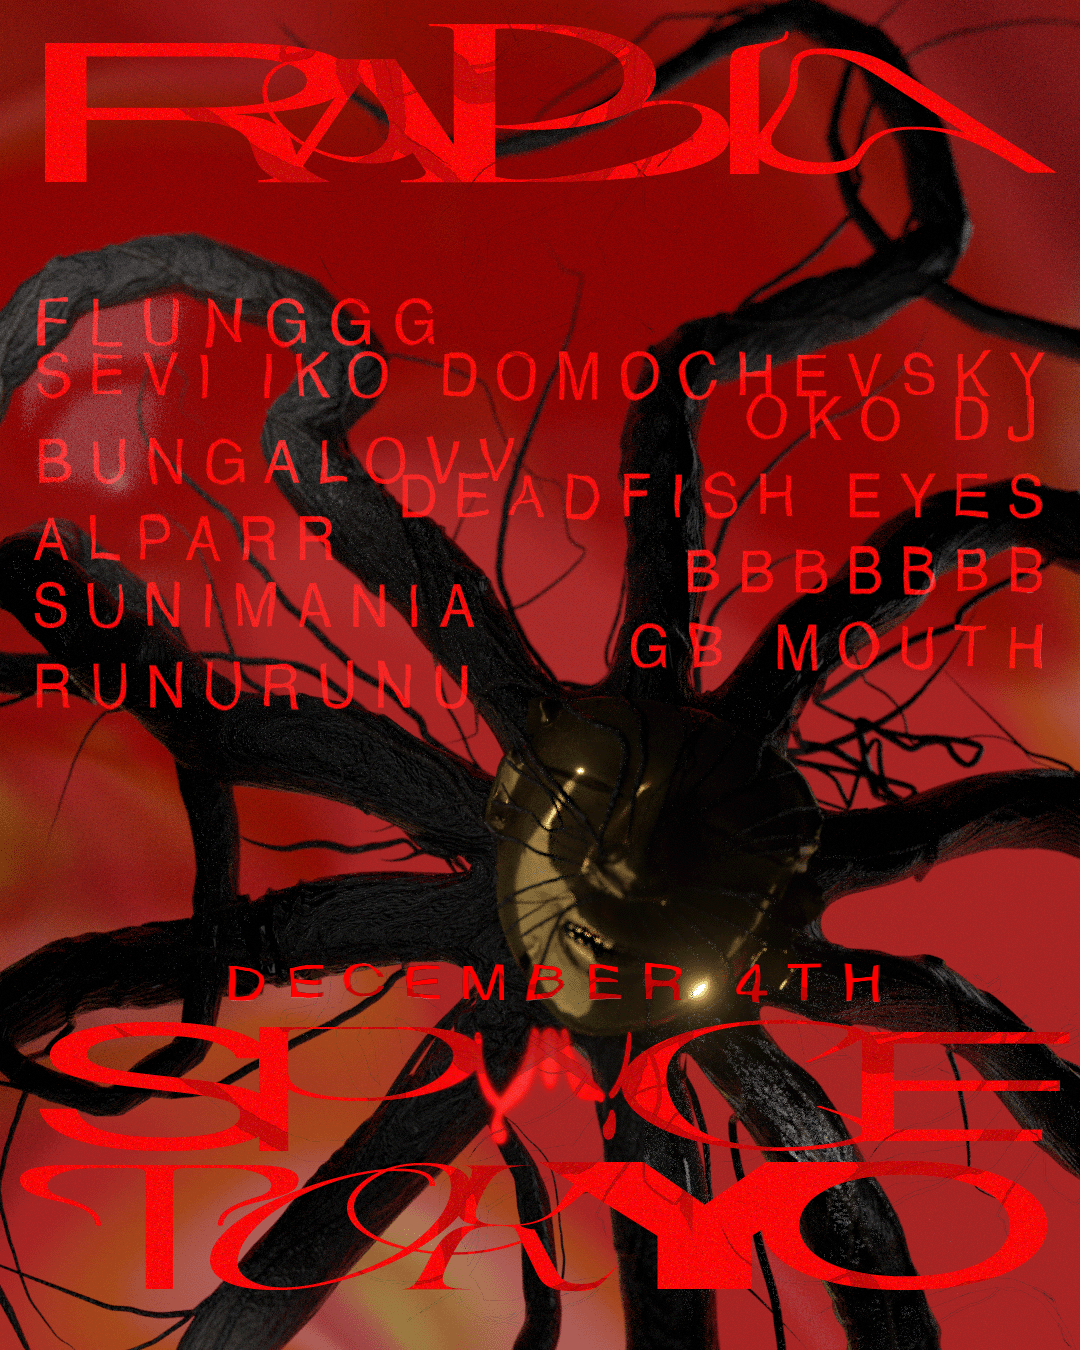 RABIA
FLUNGGG
SEVI IKO DOMOCHEVSKY
OKO DJ
BUNGALOVV
DEADFISH EYES
ALPARR
BBBBBBB
SUNIMANIA
GB MOUTH
RUNURUNU
DECEMBER 4TH
SPACE
TOKYO